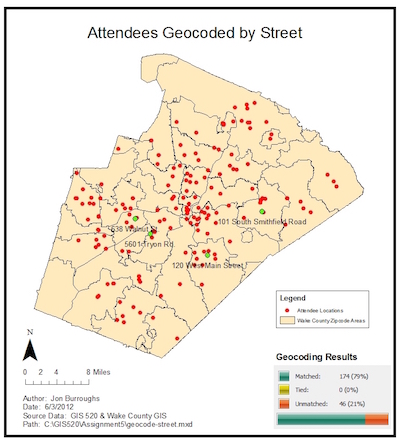 Attendees Geocoded by Street
101 South Smithfield Road
538 Walnut St
5601 Tryon Rd.
120 West Main Street
Legend
Attendee Locations
Wake County Zipcode Areas
N
0 2 4 8 Miles
Geocoding Results
Matched: 174 (79%)
Tied: 0 (0%)
Unmatched: 46 (21%)
Author: Jon Burroughs
Date: 6/3/2012
Source Data: GIS 520 & Wake County GIS
Path: C:\GIS520\Assignment5\geocode-street.mxd